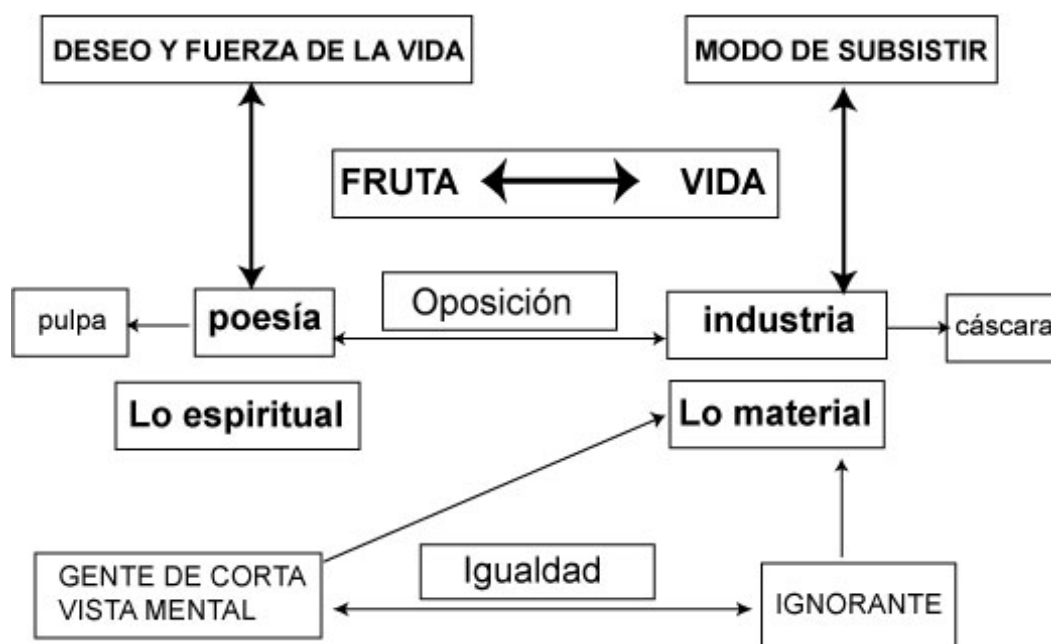 DESEO Y FUERZA DE LA VIDA
MODO DE SUBSISTIR
FRUTA VIDA
pulpa
poesía
Oposición
industria
cáscara
Lo espiritual
Lo material
GENTE DE CORTA
VISTA MENTAL
Igualdad
IGNORANTE